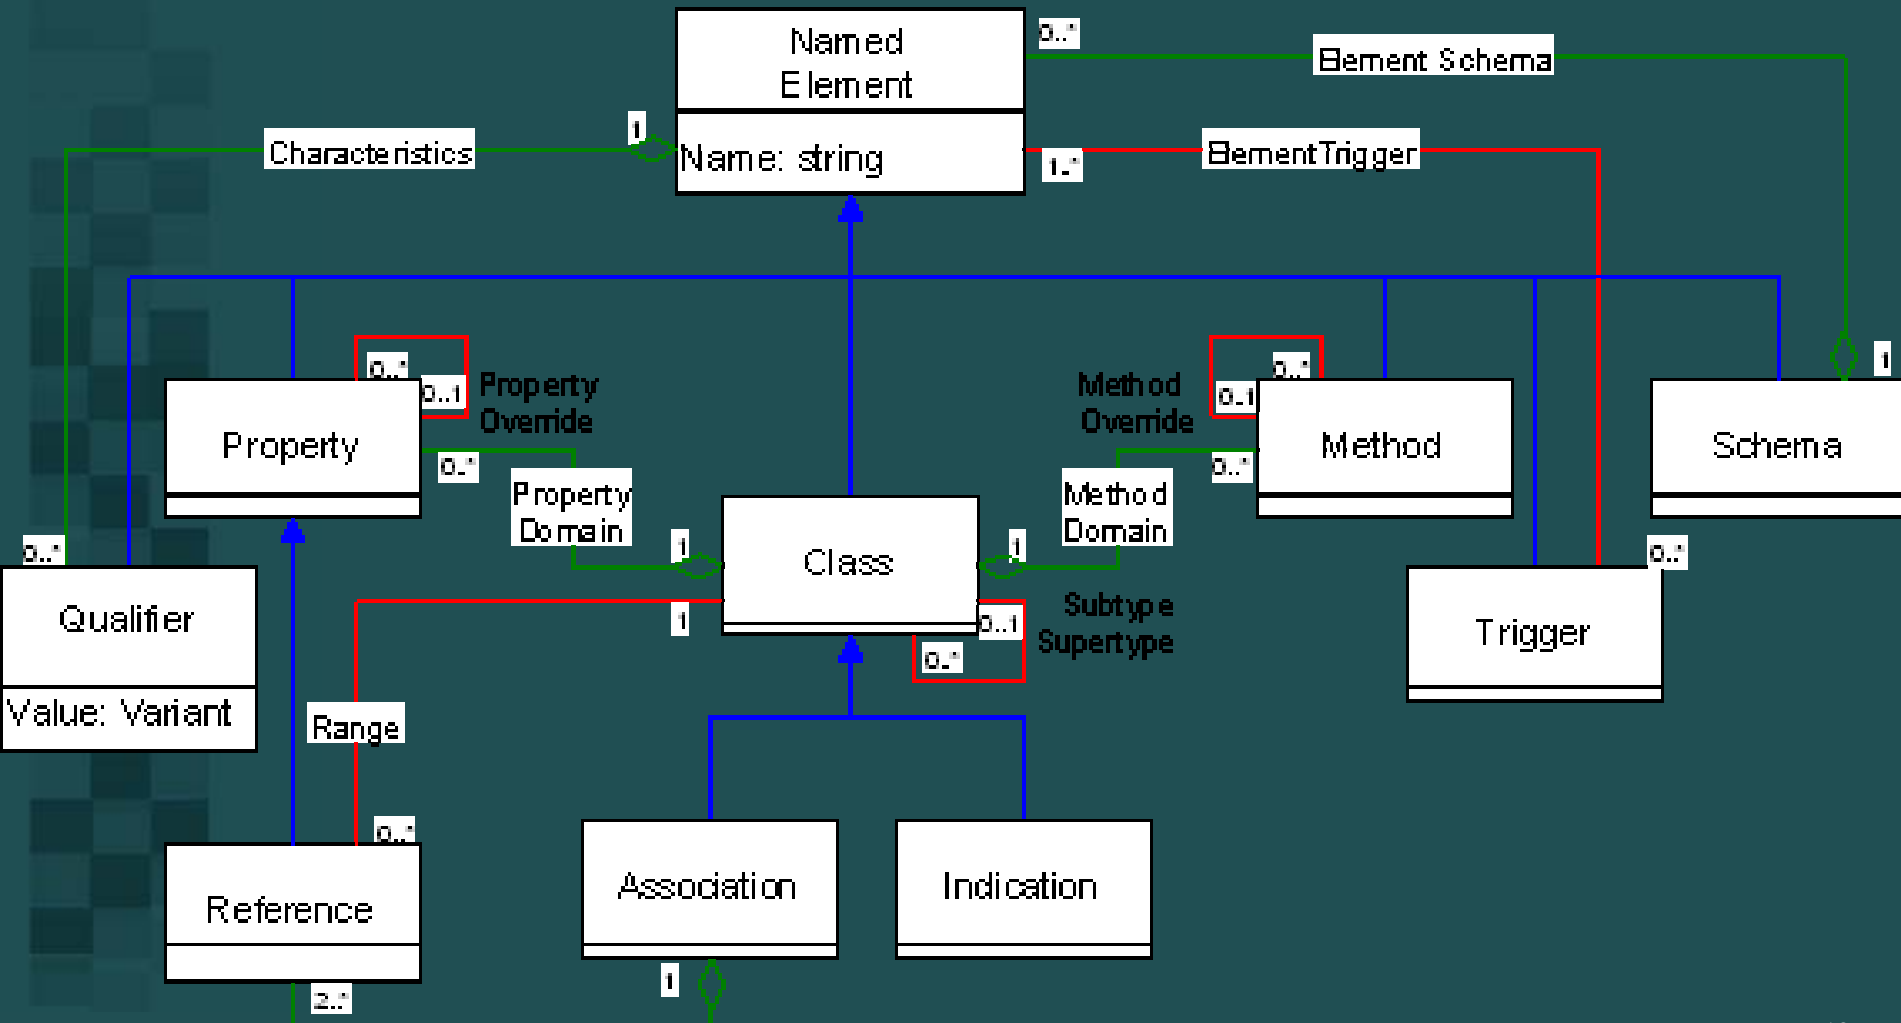 Named
Element
0..*
Element Schema
1
Characteristics
Name: string
1..*
ElementTrigger
0..*
0..1
Property
Override
Method
Override
0..*
0..1
1
Property
Method
Schema
0..*
0..*
Property
Domain
Method
Domain
0..*
1
1
0..*
Class
Qualifier
1
0..1
Subtype
Supertype
0..*
Trigger
Value: Variant
Range
0..*
Reference
Association
Indication
1
2..*